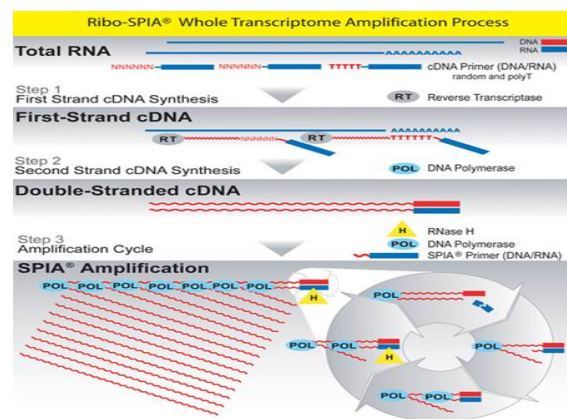 Ribo-SPIA® Whole Transcriptome Amplification Process
Total RNA
DNA
RNA
AAAAAAAAAA
NNNNNN NNNNNN TTTTT cDNA Primer (DNA/RNA)
random and polyT
Step 1
First Strand cDNA Synthesis
RT Reverse Transcriptase
First-Strand cDNA
AAAAAAAAAA
RT NNNNNN RT TTTTTT
Step 2
Second Strand cDNA Synthesis
POL DNA Polymerase
Double-Stranded cDNA
Step 3
Amplification Cycle
H RNase H
POL DNA Polymerase
SPIA® Primer (DNA/RNA)
SPIA® Amplification
POL POL POL POL POL POL POL
H
POL
POL POL
H
POL
POL POL